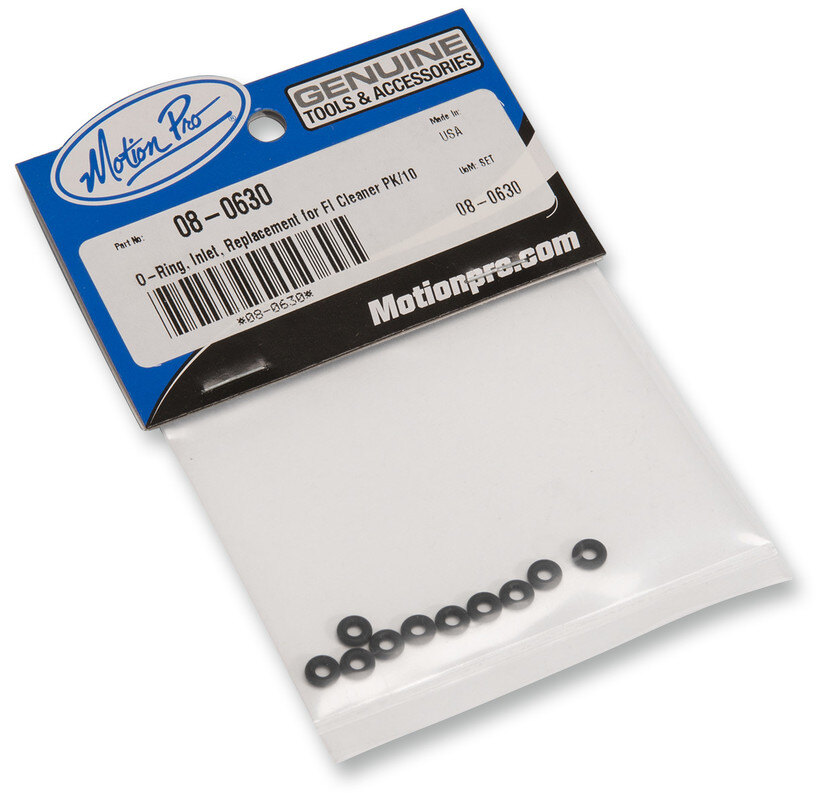 Motion Pro®
GENUINE
TOOLS & ACCESSORIES
Made In:
USA
Part No:
08-0630
UoM: SET
O-Ring, Inlet, Replacement for FI Cleaner PK/10
08-0630
*08-0630*
Motionpro.com